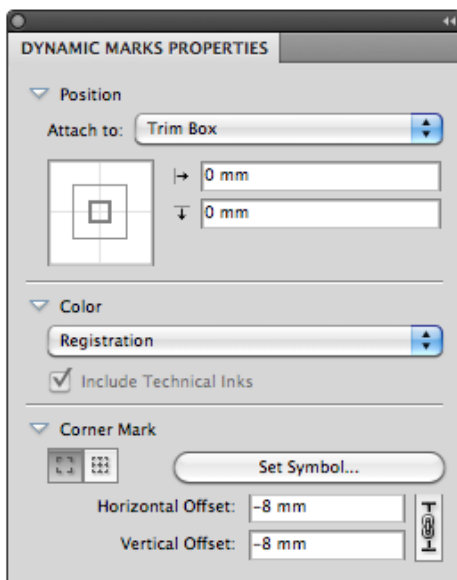 DYNAMIC MARKS PROPERTIES
Position
Attach to: Trim Box
0 mm
0 mm
Color
Registration
Include Technical Inks
Corner Mark
Set Symbol...
Horizontal Offset: -8 mm
Vertical Offset: -8 mm